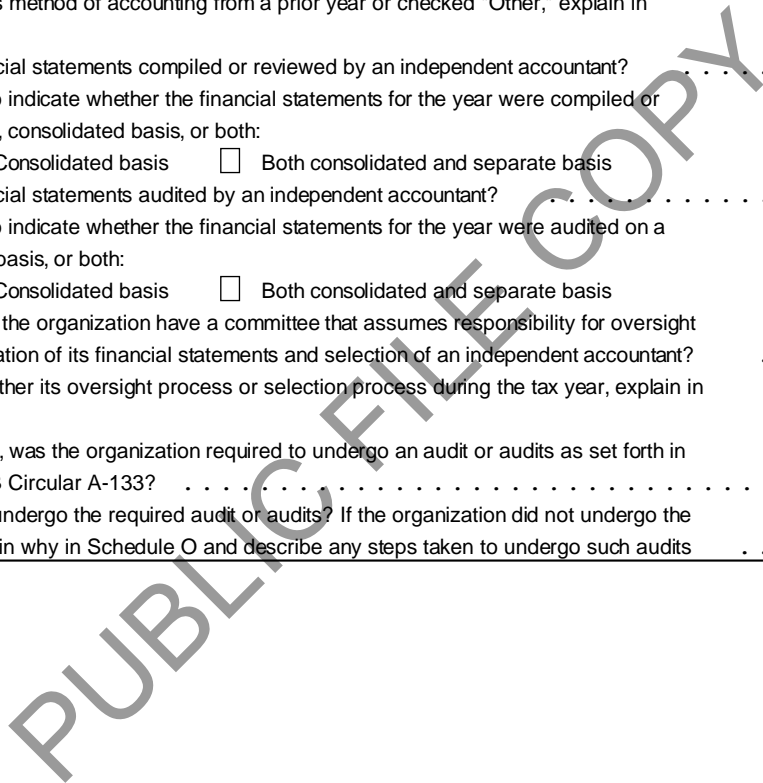 s method of accounting from a prior year or checked "Other," explain in
cial statements compiled or reviewed by an independent accountant? . . . . .
o indicate whether the financial statements for the year were compiled or
, consolidated basis, or both:
Consolidated basis Both consolidated and separate basis
cial statements audited by an independent accountant? . . . . . . . . . . . .
o indicate whether the financial statements for the year were audited on a
basis, or both:
Consolidated basis Both consolidated and separate basis
the organization have a committee that assumes responsibility for oversight
ation of its financial statements and selection of an independent accountant? .
ther its oversight process or selection process during the tax year, explain in
, was the organization required to undergo an audit or audits as set forth in
Circular A-133? . . . . . . . . . . . . . . . . . . . . . . . . . . . . . .
undergo the required audit or audits? If the organization did not undergo the
in why in Schedule O and describe any steps taken to undergo such audits . .
PUBLIC FILE COPY